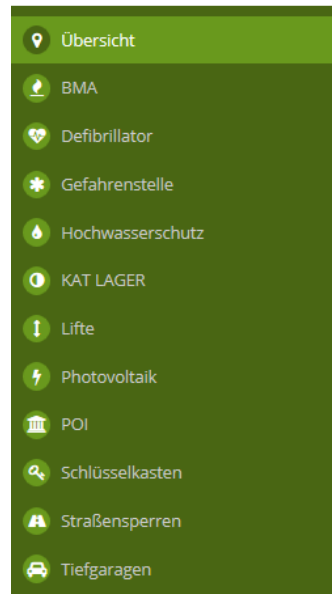 Übersicht
BMA
Defibrillator
Gefahrenstelle
Hochwasserschutz
KAT LAGER
Lifte
Photovoltaik
POI
Schlüsselkasten
Straßensperren
Tiefgaragen